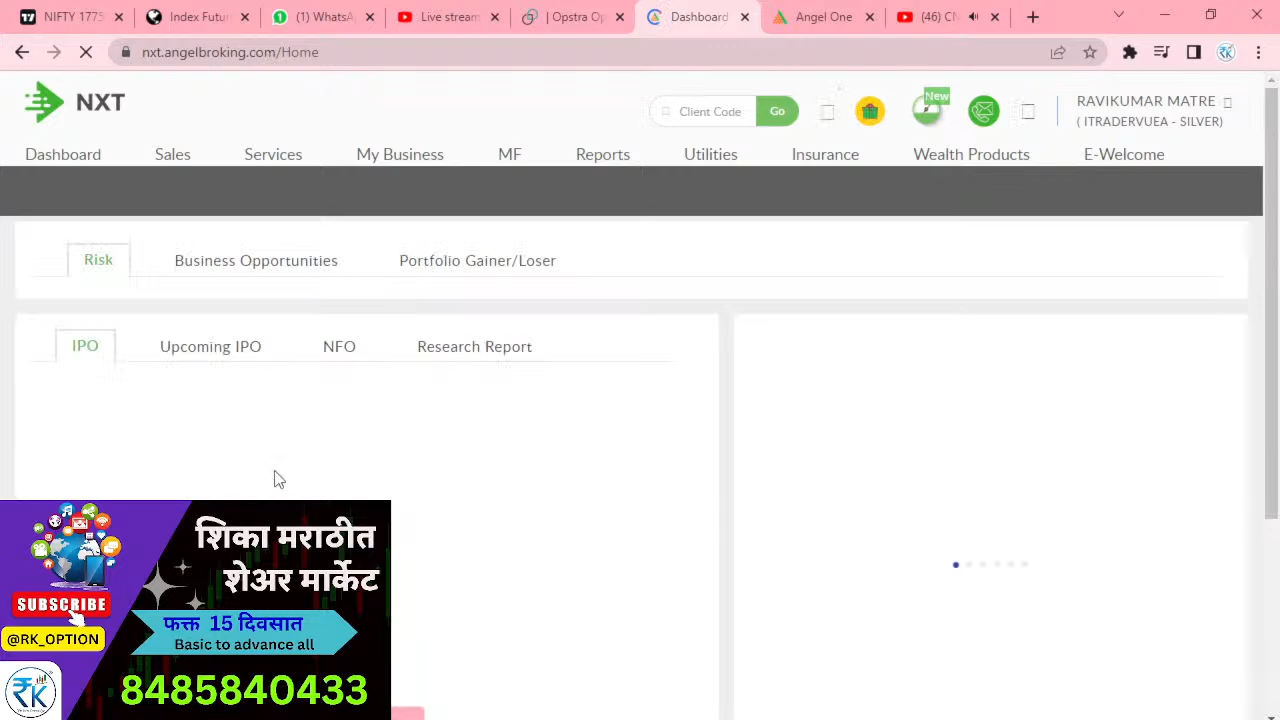 NIFTY 1775
Index Futur
(1) WhatsA
Live stream
| Opstra Op
Dashboard
Angel One
(46) CN
nxt.angelbroking.com/Home
NXT
Client Code
Go
New
RAVIKUMAR MATRE
( ITRADERVUEA - SILVER)
Dashboard Sales Services My Business MF Reports Utilities Insurance Wealth Products E-Welcome
Risk Business Opportunities Portfolio Gainer/Loser
IPO Upcoming IPO NFO Research Report
शिका मराठीत
शेअर मार्केट
SUBSCRIBE
@RK_OPTION
फक्त 15 दिवसात
Basic to advance all
8485840433